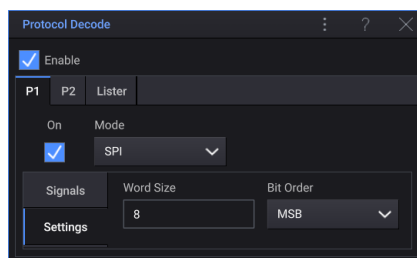 Protocol Decode
Enable
P1 P2 Lister
On Mode
SPI
Signals Word Size Bit Order
8 MSB
Settings